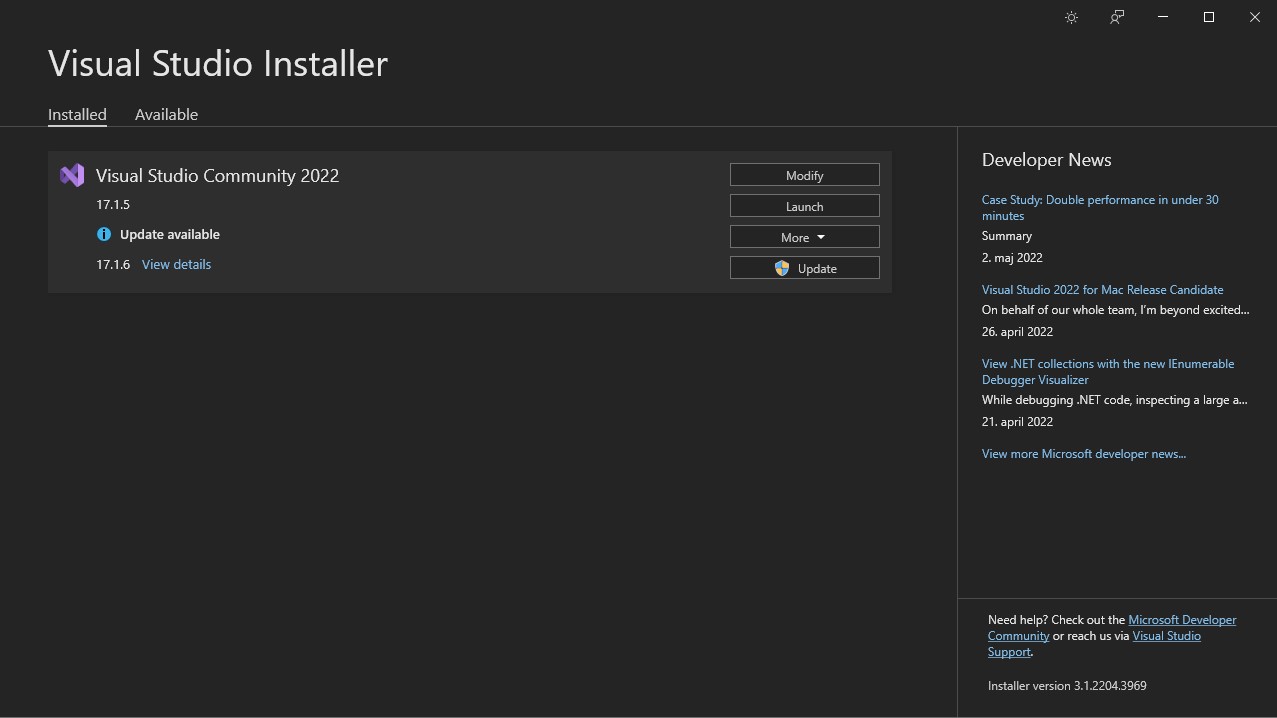 Visual Studio Installer
Installed
Available
Visual Studio Community 2022
17.1.5
Update available
17.1.6 View details
Modify
Launch
More
Update
Developer News
Case Study: Double performance in under 30
minutes
Summary
2. maj 2022
Visual Studio 2022 for Mac Release Candidate
On behalf of our whole team, I’m beyond excited...
26. april 2022
View .NET collections with the new IEnumerable
Debugger Visualizer
While debugging .NET code, inspecting a large a...
21. april 2022
View more Microsoft developer news...
Need help? Check out the Microsoft Developer
Community or reach us via Visual Studio
Support.
Installer version 3.1.2204.3969